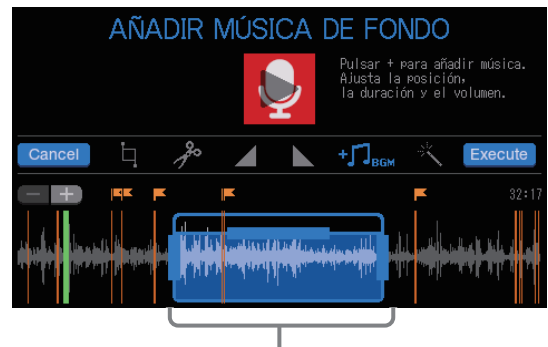 AÑADIR MÚSICA DE FONDO
Pulsar + para añadir música.
Ajusta la posición,
la duración y el volumen.
Cancel
+ BGM
Execute
− +
32:17